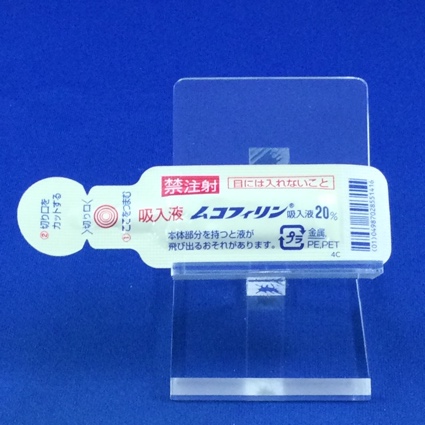 禁注射
目には入れないこと
吸入液 ムコフィリン® 吸入液20%
本体部分を持つと液が
飛び出るおそれがあります。
プラ
金属,
PE,PET
4C
①ここをつまむ
〉切り口〈
②切り口を
カットする